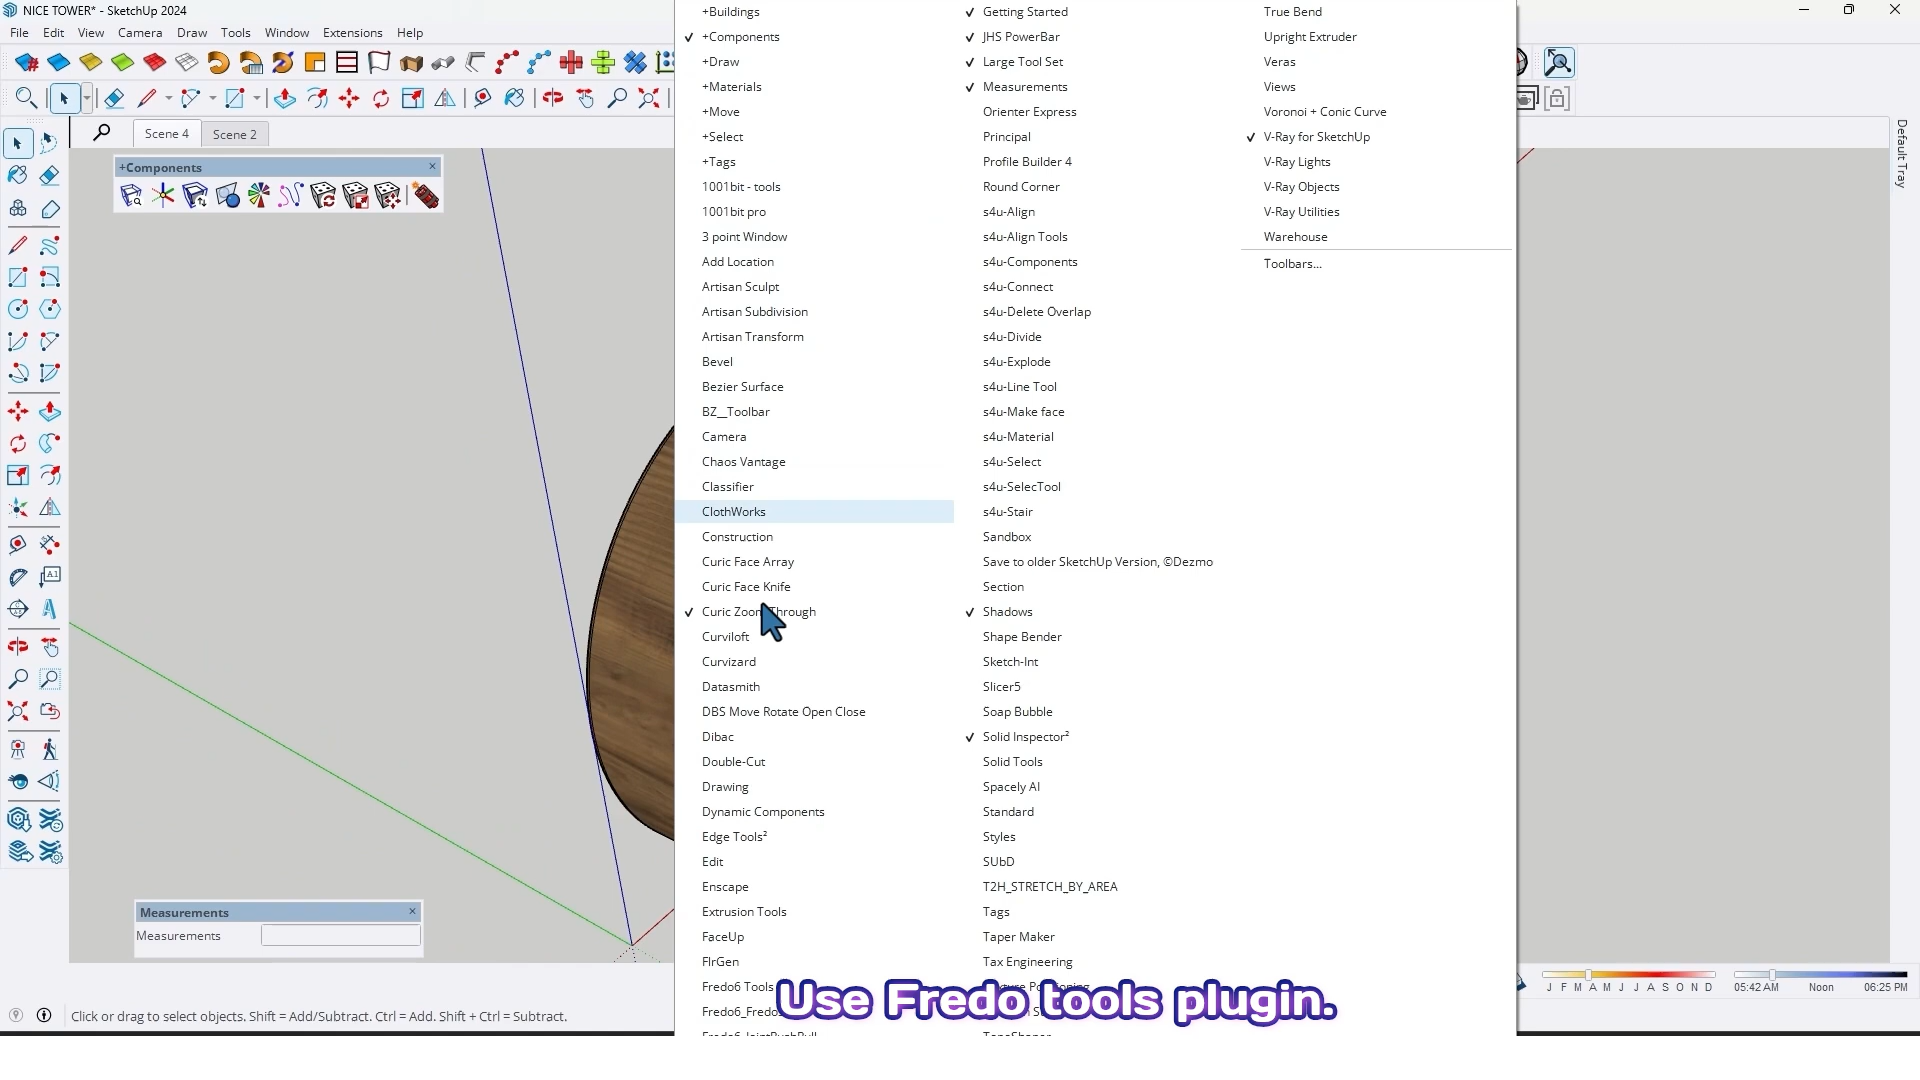 NICE TOWER* - SketchUp 2024
File Edit View Camera Draw Tools Window Extensions Help
Scene 4 Scene 2
+Components
Measurements
Measurements
Click or drag to select objects. Shift = Add/Subtract. Ctrl = Add. Shift + Ctrl = Subtract.
+Buildings
+Components
+Draw
+Materials
+Move
+Select
+Tags
1001bit - tools
1001bit pro
3 point Window
Add Location
Artisan Sculpt
Artisan Subdivision
Artisan Transform
Bevel
Bezier Surface
BZ__Toolbar
Camera
Chaos Vantage
Classifier
ClothWorks
Construction
Curic Face Array
Curic Face Knife
Curic Zoom Through
Curviloft
Curvizard
Datasmith
DBS Move Rotate Open Close
Dibac
Double-Cut
Drawing
Dynamic Components
Edge Tools²
Edit
Enscape
Extrusion Tools
FaceUp
FlrGen
Fredo6 Tools
Getting Started
JHS PowerBar
Large Tool Set
Measurements
Orienter Express
Principal
Profile Builder 4
Round Corner
s4u-Align
s4u-Align Tools
s4u-Components
s4u-Connect
s4u-Delete Overlap
s4u-Divide
s4u-Explode
s4u-Line Tool
s4u-Make face
s4u-Material
s4u-Select
s4u-SelecTool
s4u-Stair
Sandbox
Save to older SketchUp Version, ©Dezmo
Section
Shadows
Shape Bender
Sketch-Int
Slicer5
Soap Bubble
Solid Inspector²
Solid Tools
Spacely AI
Standard
Styles
SUbD
T2H_STRETCH_BY_AREA
Tags
Taper Maker
Tax Engineering
True Bend
Upright Extruder
Veras
Views
Voronoi + Conic Curve
V-Ray for SketchUp
V-Ray Lights
V-Ray Objects
V-Ray Utilities
Warehouse
Toolbars...
Default Tray
J F M A M J J A S O N D
05:42 AM Noon 06:25 PM
Use Fredo tools plugin.